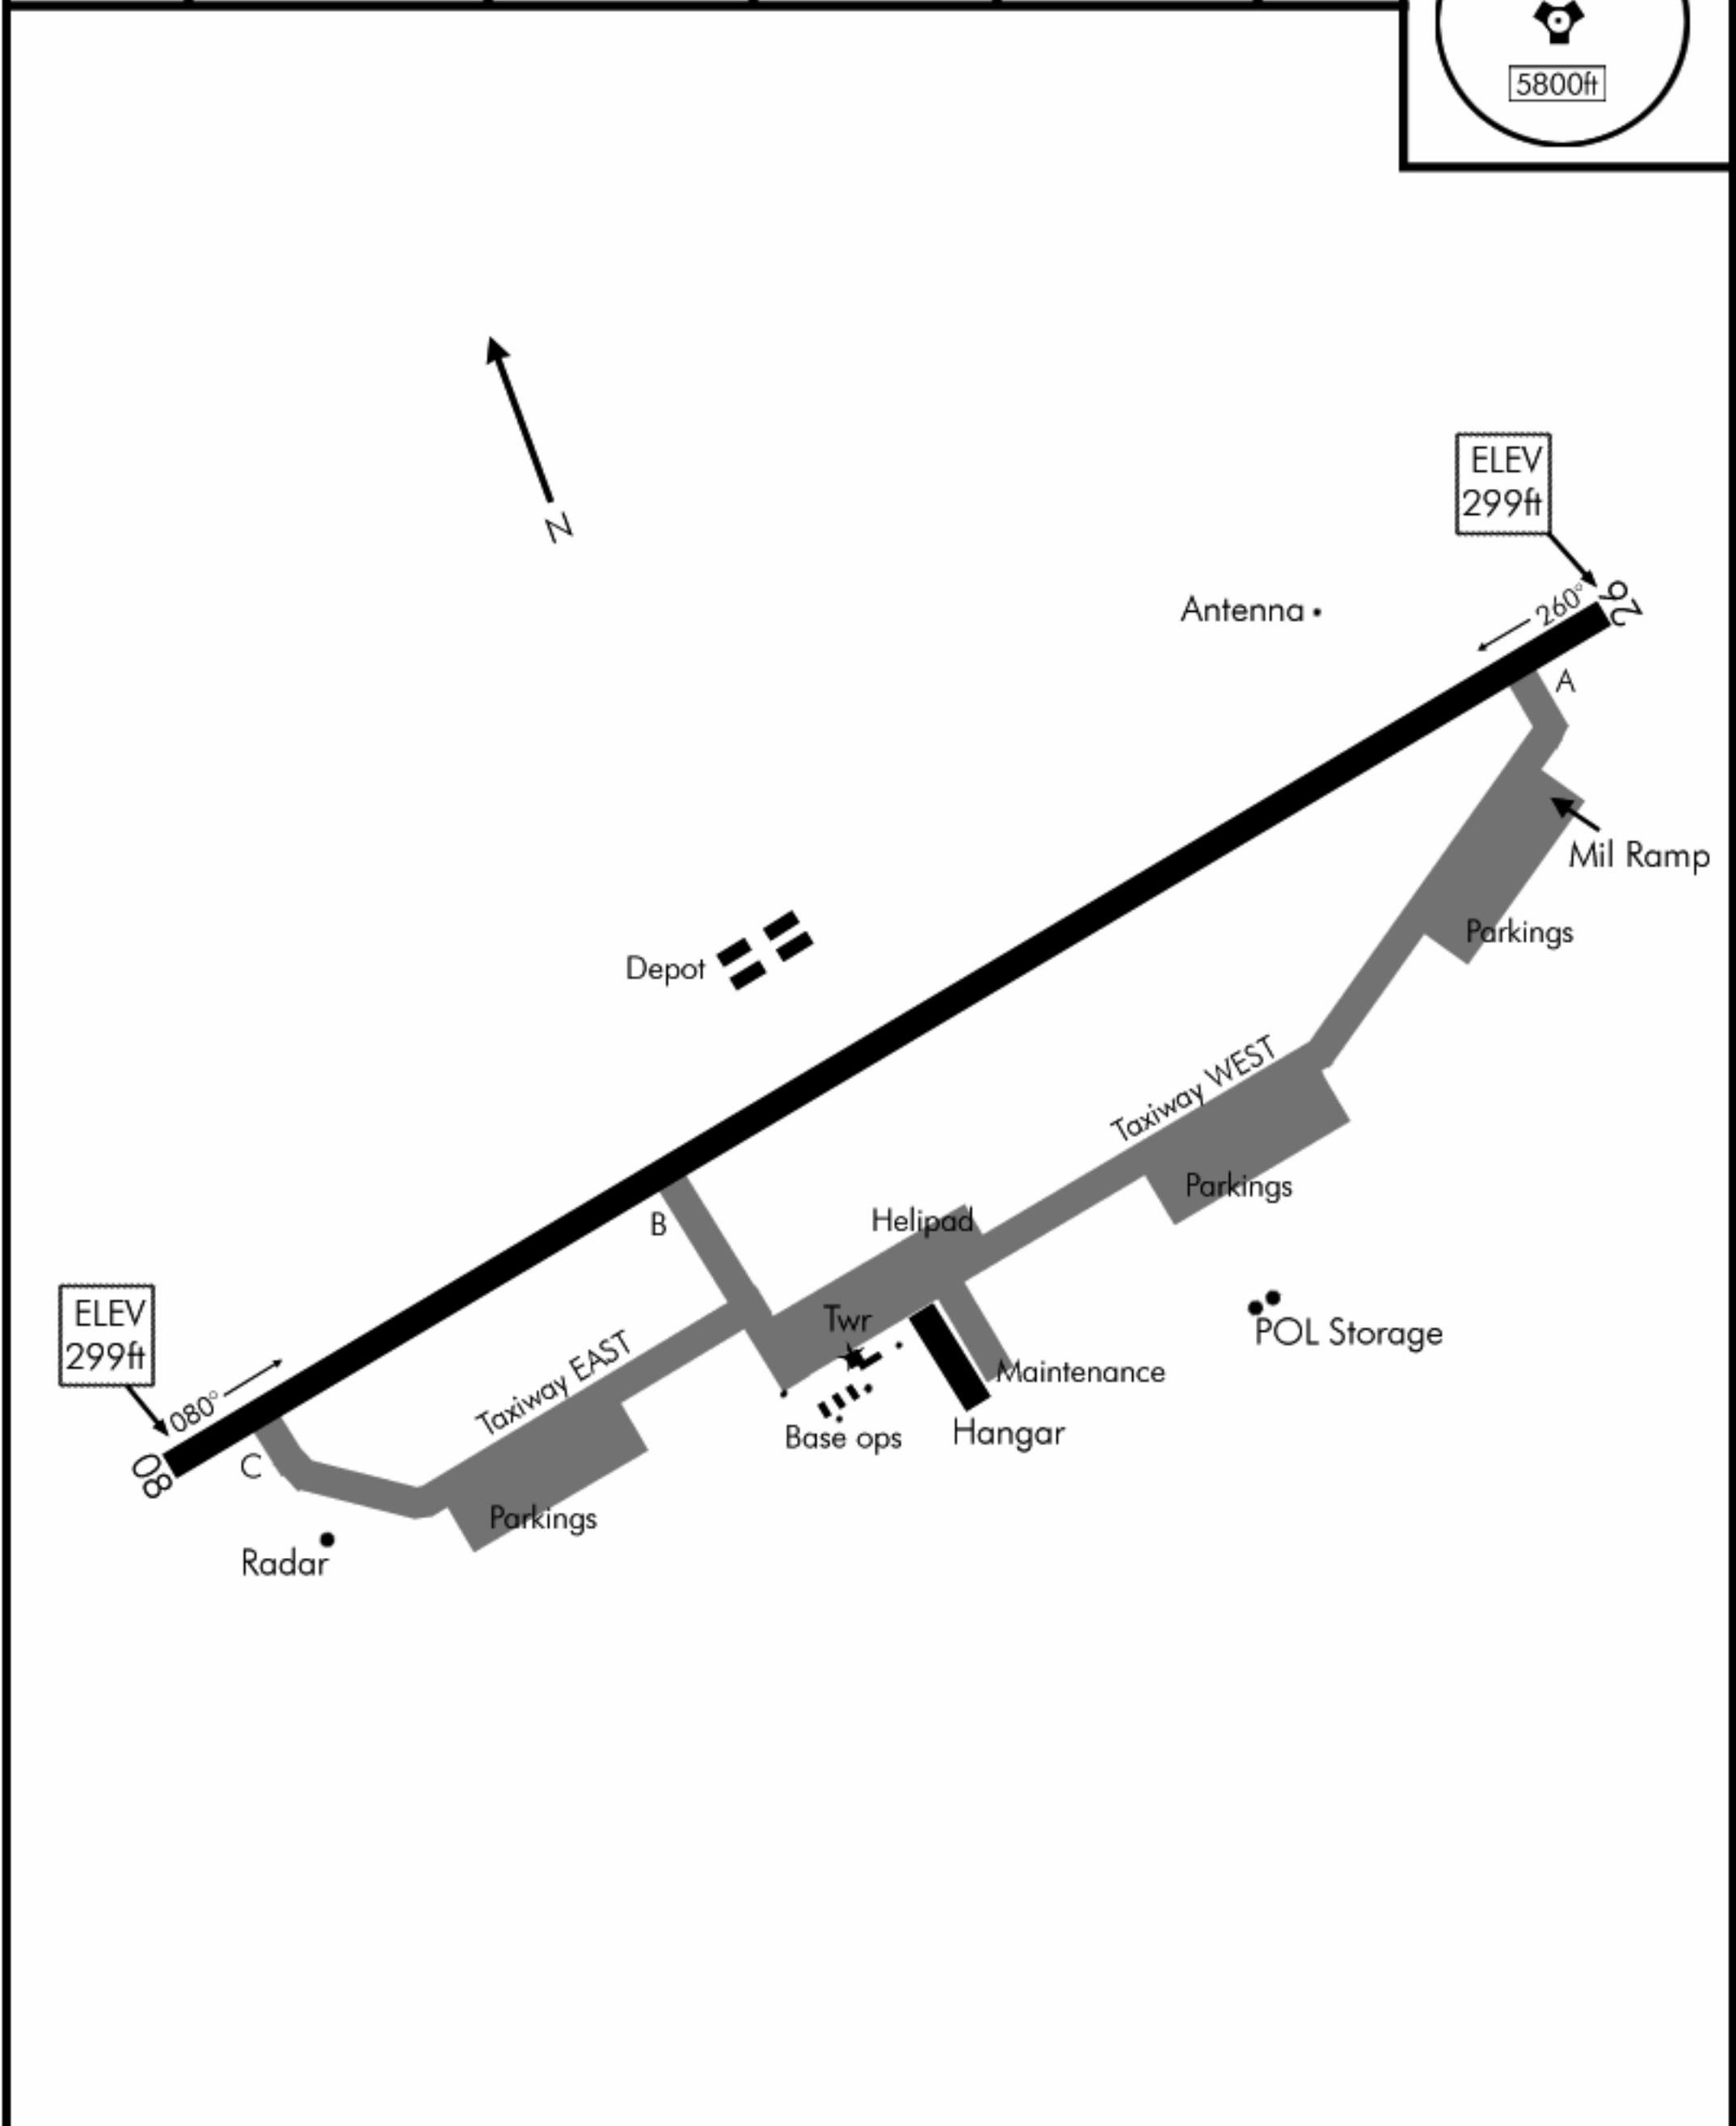 5800ft
N
ELEV
299ft
26
260°
Antenna
A
Mil Ramp
Parkings
Depot
Taxiway WEST
Parkings
Helipad
B
Twr
POL Storage
ELEV
299ft
Taxiway EAST
Maintenance
080°
Base ops
Hangar
08
C
Parkings
Radar